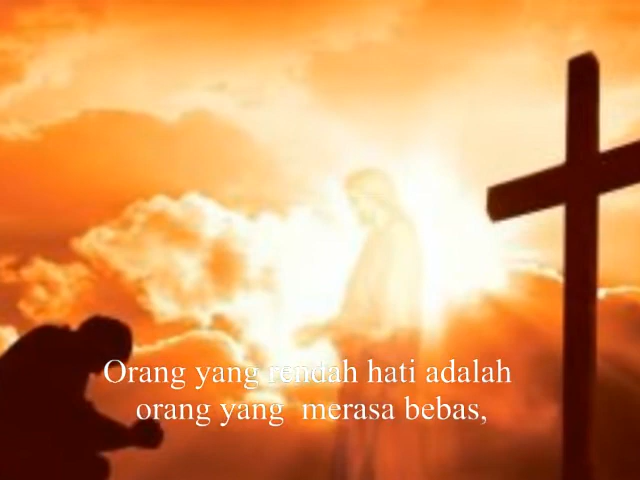 Orang yang rendah hati adalah
orang yang  merasa bebas,